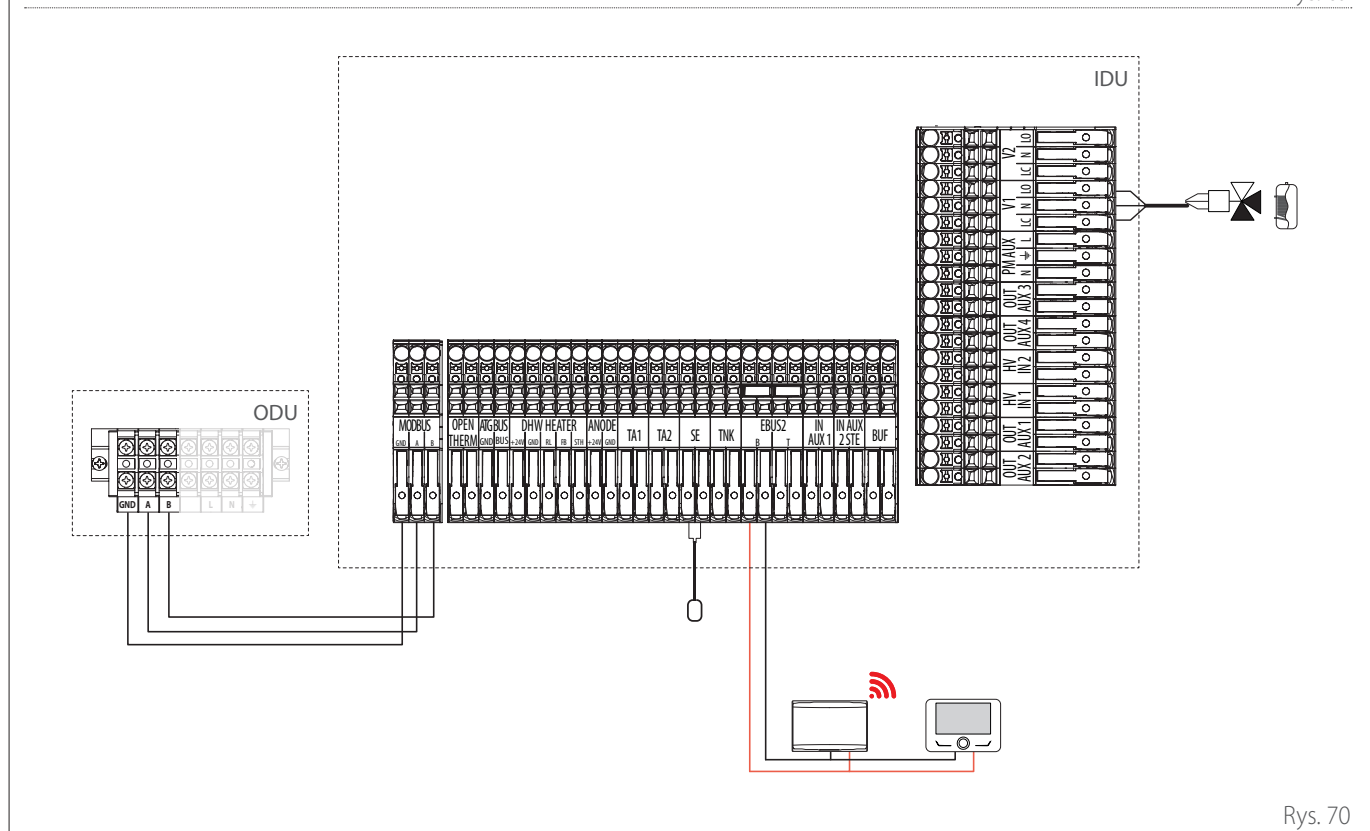 IDU
V2 LO
N
LC
V1 LO
N
LC
PM AUX L
N
OUT AUX 3
OUT AUX 4
HV IN 2
HV IN 1
OUT AUX 1
OUT AUX 2
ODU
GND A B L N
MODBUS
GND A B
OPEN THERM
ATG BUS
GND BUS
DHW HEATER
+24V GND RL FB STH
ANODE
+24V GND
TA1
TA2
SE
TNK
EBUS2
B T
IN AUX 1
IN AUX 2 STE
BUF
Rys. 70